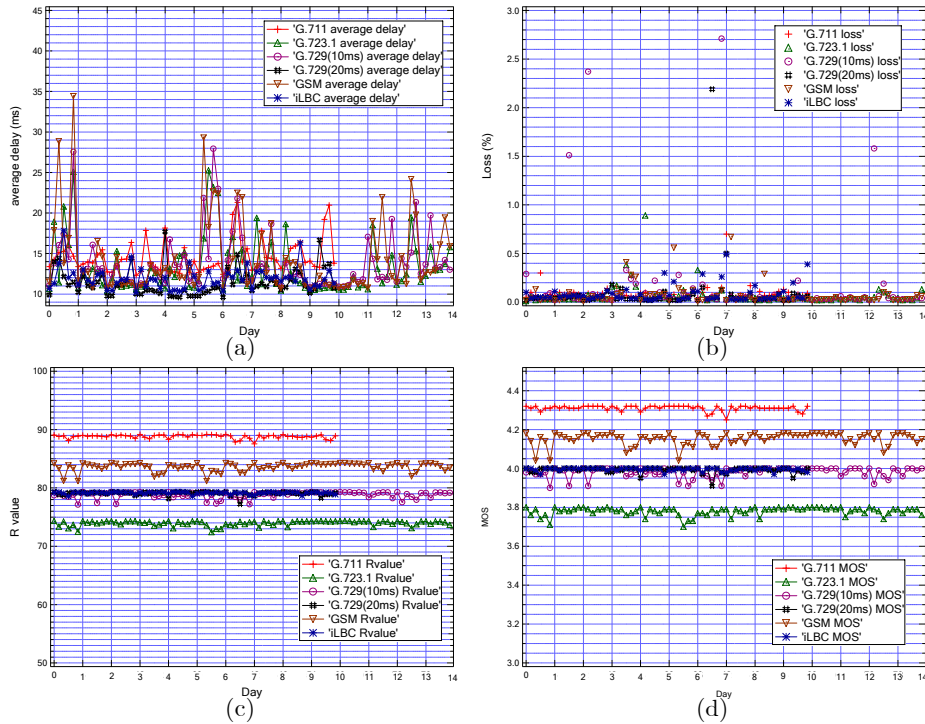 45
40
35
30
25
20
15
10
average delay (ms)
'G.711 average delay'
'G.723.1 average delay'
'G.729(10ms) average delay'
'G.729(20ms) average delay'
'GSM average delay'
'iLBC average delay'
0 1 2 3 4 5 6 7 8 9 10 11 12 13 14
Day
(a)
3.0
2.5
2.0
1.5
1.0
0.5
0.0
Loss (%)
'G.711 loss'
'G.723.1 loss'
'G.729(10ms) loss'
'G.729(20ms) loss'
'GSM loss'
'iLBC loss'
0 1 2 3 4 5 6 7 8 9 10 11 12 13 14
Day
(b)
100
90
80
70
60
50
R value
'G.711 Rvalue'
'G.723.1 Rvalue'
'G.729(10ms) Rvalue'
'G.729(20ms) Rvalue'
'GSM Rvalue'
'iLBC Rvalue'
0 1 2 3 4 5 6 7 8 9 10 11 12 13 14
Day
(c)
4.4
4.2
4.0
3.8
3.6
3.4
3.2
3.0
MOS
'G.711 MOS'
'G.723.1 MOS'
'G.729(10ms) MOS'
'G.729(20ms) MOS'
'GSM MOS'
'iLBC MOS'
0 1 2 3 4 5 6 7 8 9 10 11 12 13 14
Day
(d)